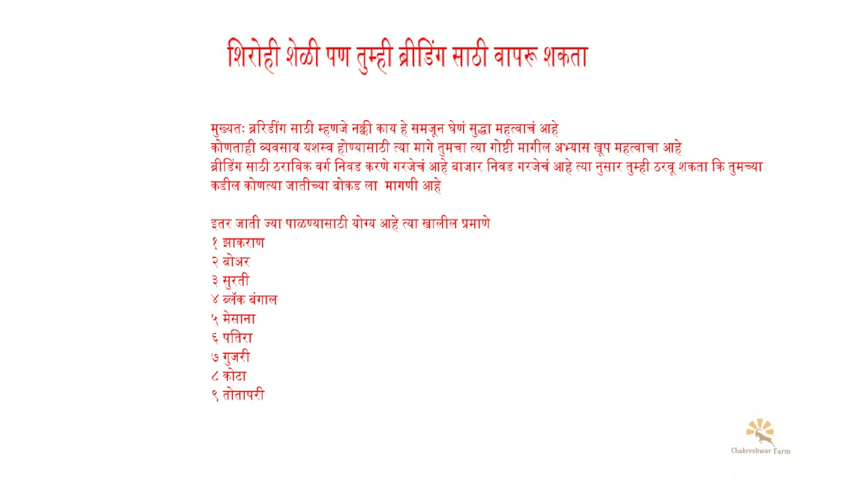 शिरोही शेळी पण तुम्ही ब्रीडिंग साठी वापरू शकता
मुख्यतः ब्ररिडींग साठी म्हणजे नक्की काय हे समजून घेणं सुद्धा महत्वाचं आहे
कोणताही व्यवसाय यशस्व होण्यासाठी त्या मागे तुमचा त्या गोष्टी मागील अभ्यास खूप महत्वाचा आहे
ब्रीडिंग साठी ठराविक वर्ग निवड करणे गरजेचं आहे बाजार निवड गरजेचं आहे त्या नुसार तुम्ही ठरवू शकता कि तुमच्या
कडील कोणत्या जातीच्या बोकड ला मागणी आहे
इतर जाती ज्या पाळण्यासाठी योग्य आहे त्या खालील प्रमाणे
१ झाकराण
२ बोअर
३ सुरती
४ ब्लॅक बंगाल
५ मेसाना
६ पतिरा
७ गुजरी
८ कोटा
९ तोतापरी
Chakreshwar Farm